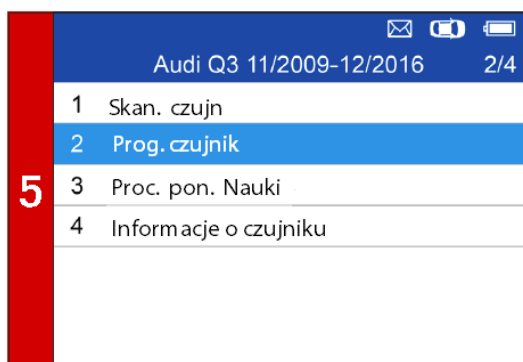 Audi Q3 11/2009-12/2016 2/4
1 Skan. czujn
2 Prog. czujnik
5
3 Proc. pon. Nauki
4 Informacje o czujniku